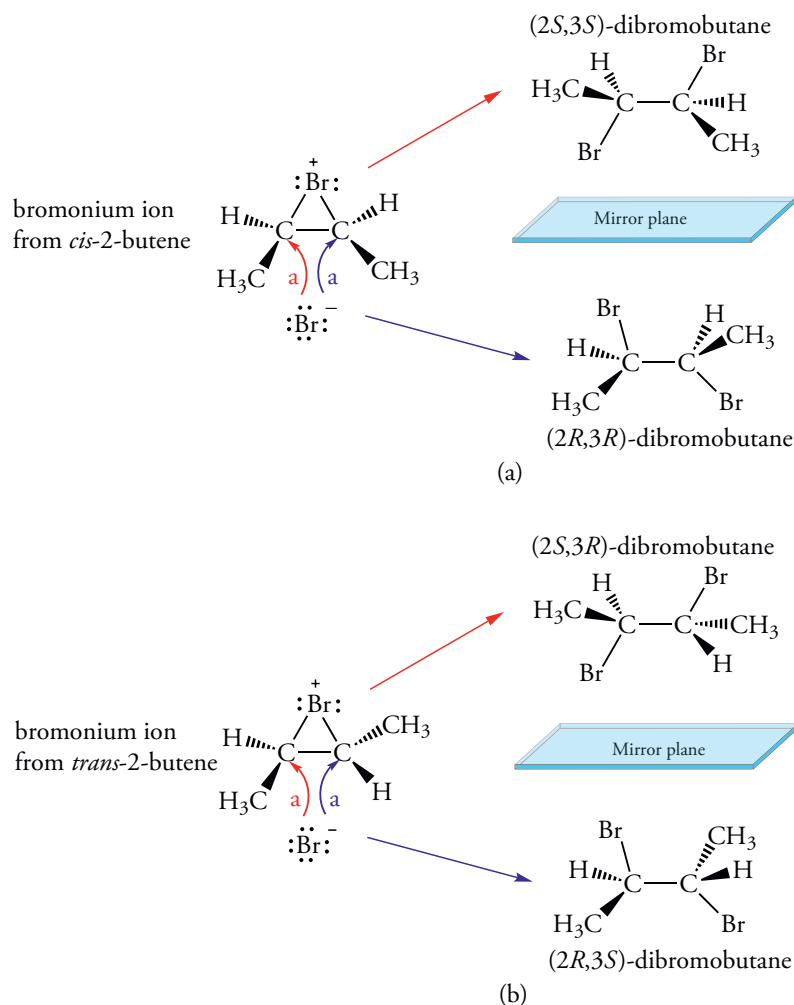 (2S,3S)-dibromobutane
H Br
H₃C C C H
Br CH₃
+
:Br:
bromonium ion
from cis-2-butene
H C C H
H₃C CH₃
a a
:Br: −
Mirror plane
Br H
H C C CH₃
H₃C Br
(2R,3R)-dibromobutane
(a)
(2S,3R)-dibromobutane
H Br
H₃C C C CH₃
Br H
+
:Br:
bromonium ion
from trans-2-butene
H C C CH₃
H₃C H
a a
:Br: −
Mirror plane
Br CH₃
H C C H
H₃C Br
(2R,3S)-dibromobutane
(b)